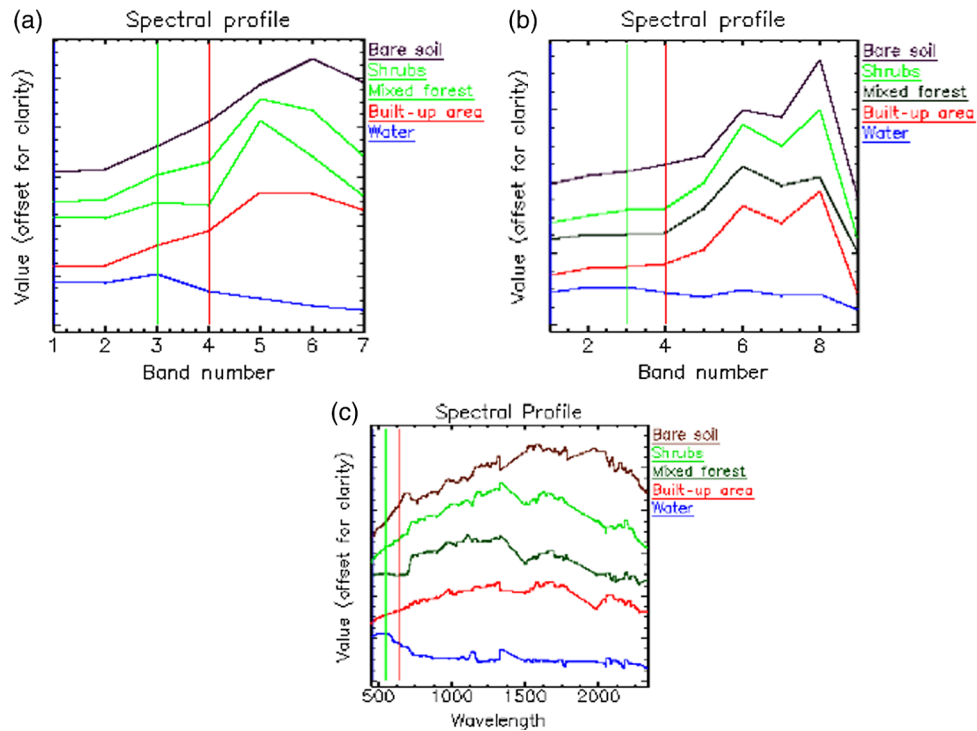 (a)
Spectral profile
Value (offset for clarity)
Bare soil
Shrubs
Mixed forest
Built-up area
Water
1 2 3 4 5 6 7
Band number
(b)
Spectral profile
Value (offset for clarity)
Bare soil
Shrubs
Mixed forest
Built-up area
Water
2 4 6 8
Band number
(c)
Spectral Profile
Value (offset for clarity)
Bare soil
Shrubs
Mixed forest
Built-up area
Water
500 1000 1500 2000
Wavelength